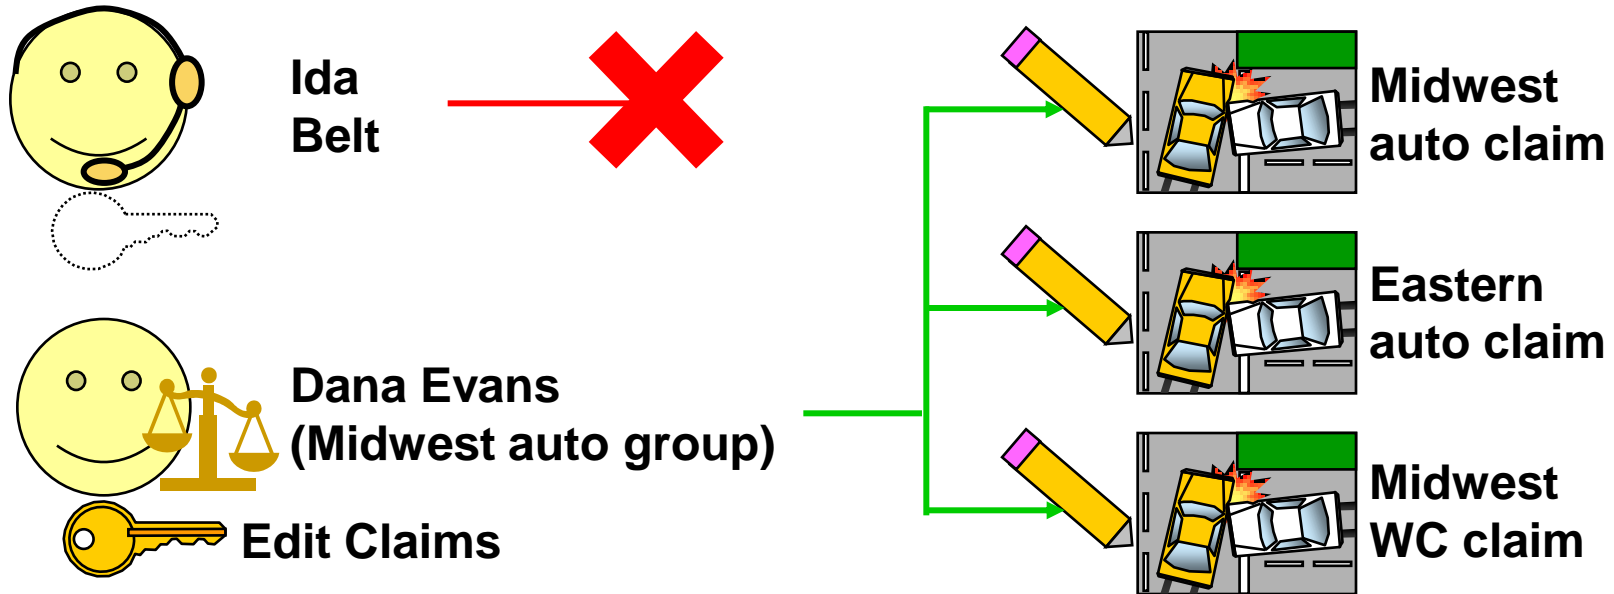 Ida
Belt
Midwest
auto claim
Eastern
auto claim
Dana Evans
(Midwest auto group)
Edit Claims
Midwest
WC claim